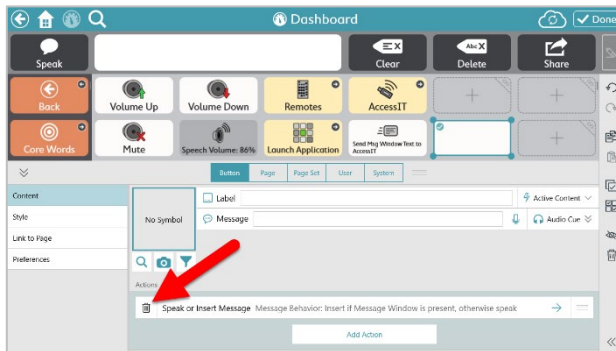 Dashboard
Done
Speak
EX
Clear
Abc X
Delete
Share
Back
Volume Up
Volume Down
Remotes
AccessIT
Core Words
Mute
Speech Volume: 86%
Launch Application
Send Msg Window Text to
AccessIT
Button
Page
Page Set
User
System
Content
Style
Link to Page
Preferences
No Symbol
Label
Active Content
Message
Audio Cue
Actions
Speak or Insert Message Message Behavior: Insert if Message Window is present, otherwise speak
Add Action